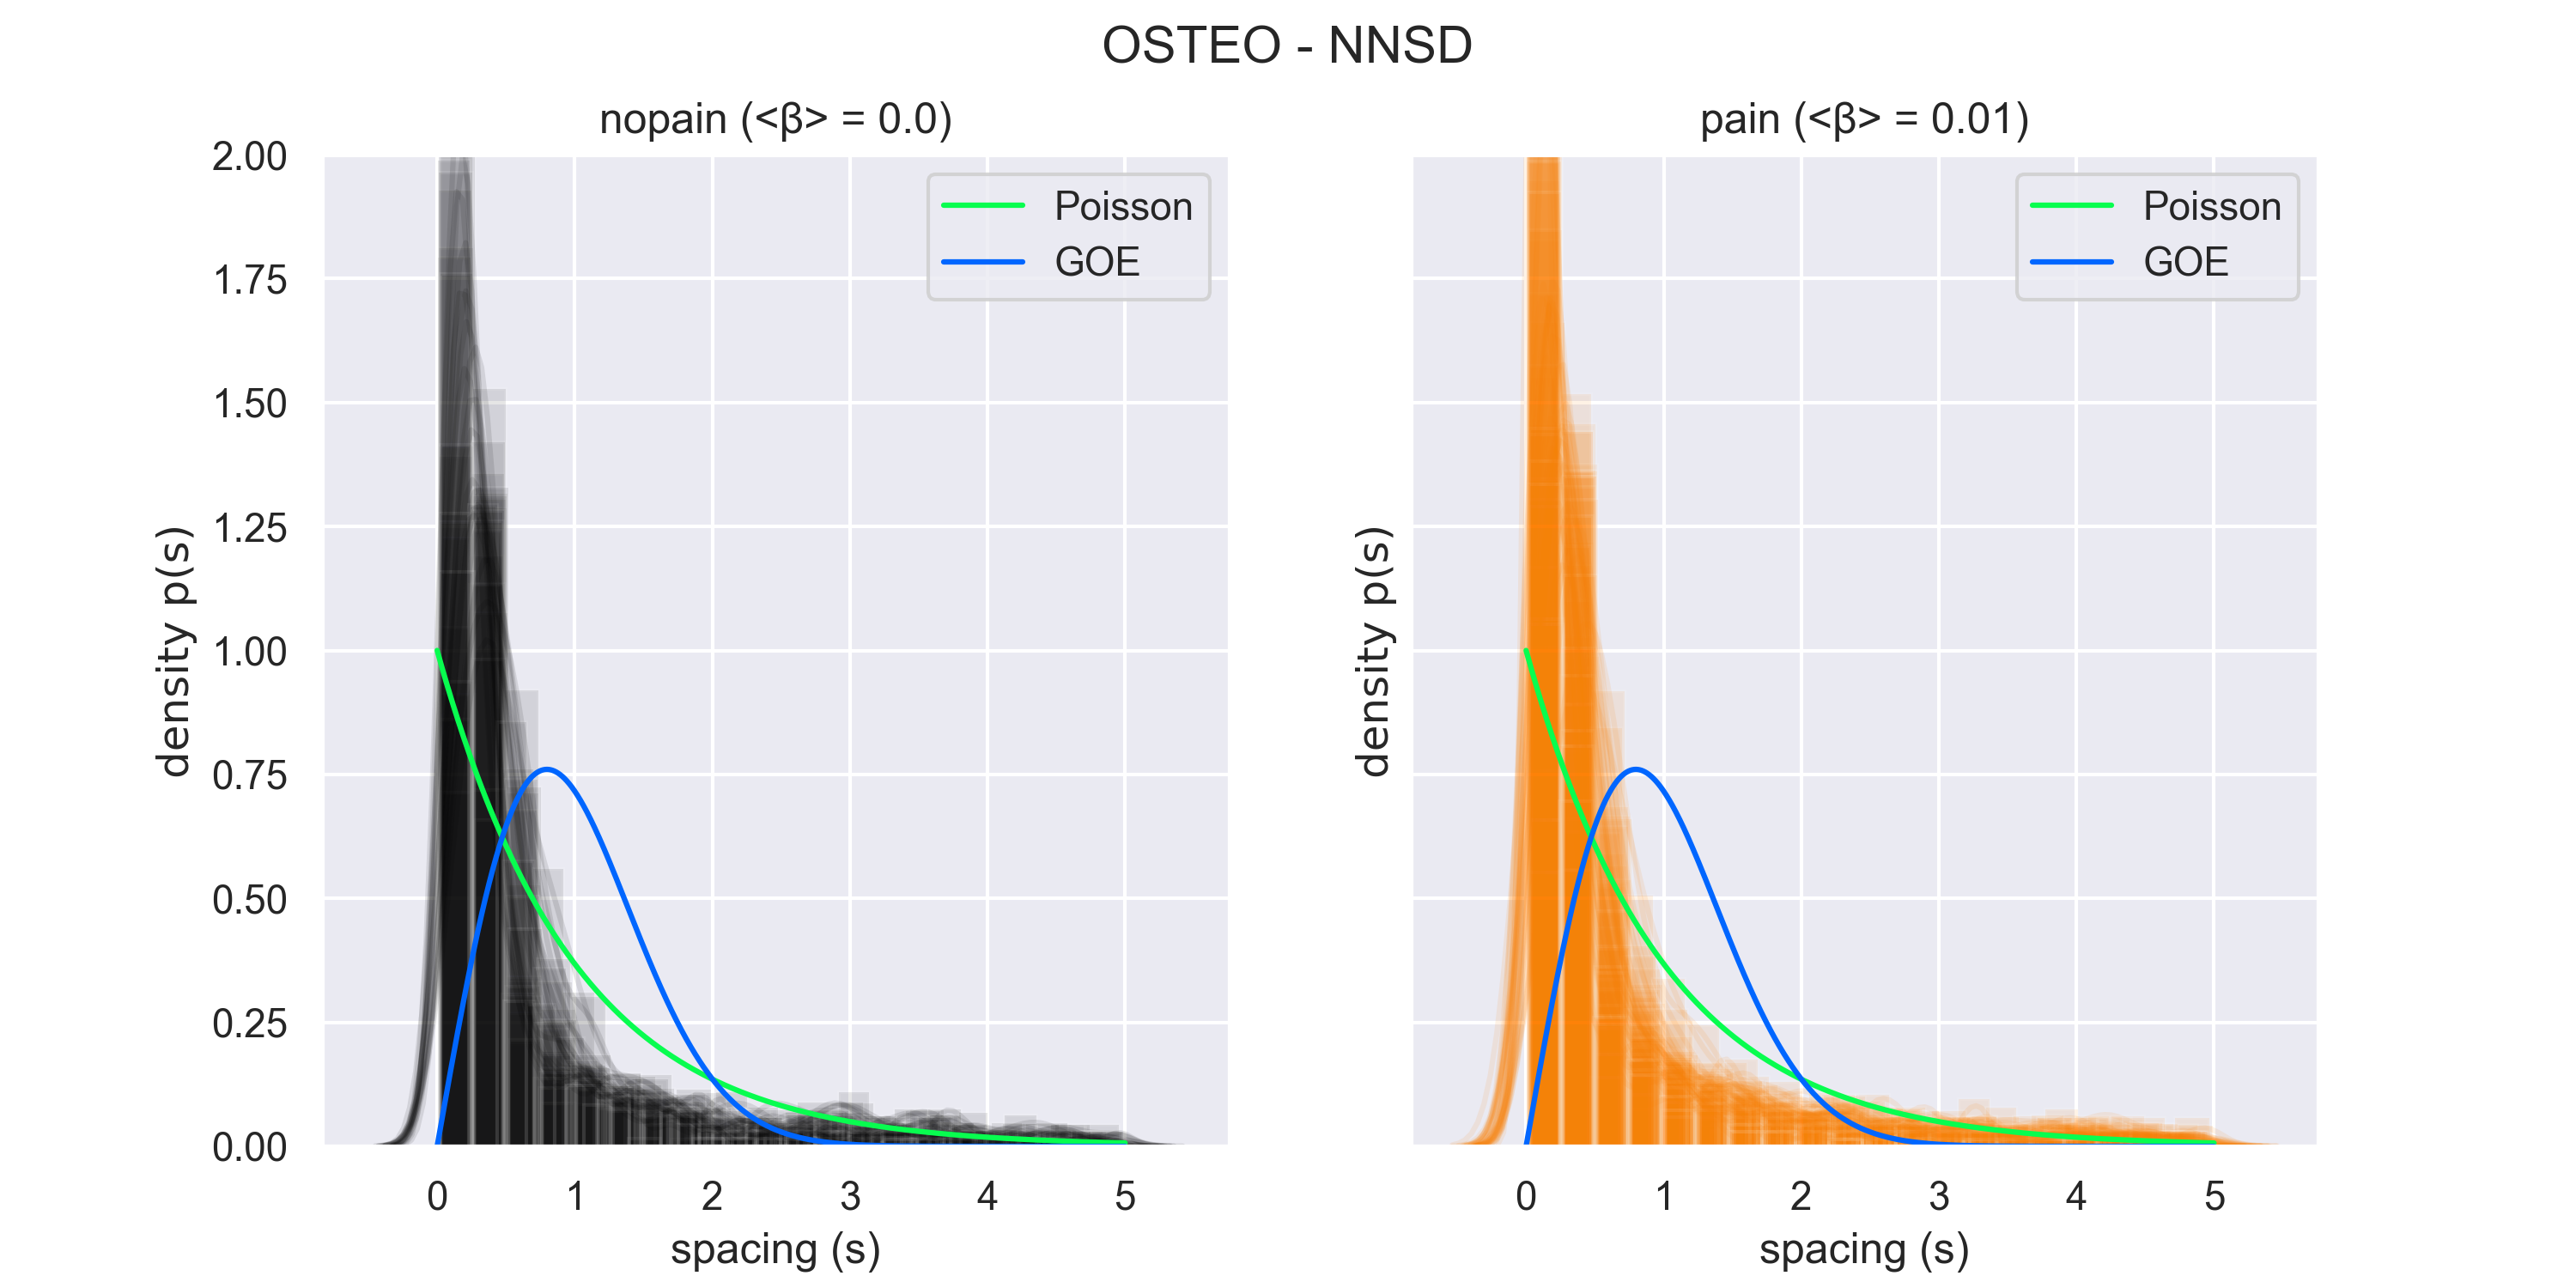 OSTEO - NNSD
nopain (<β> = 0.0)
2.00
1.75
1.50
1.25
1.00
0.75
0.50
0.25
0.00
density p(s)
Poisson
GOE
0 1 2 3 4 5
spacing (s)
pain (<β> = 0.01)
density p(s)
Poisson
GOE
0 1 2 3 4 5
spacing (s)